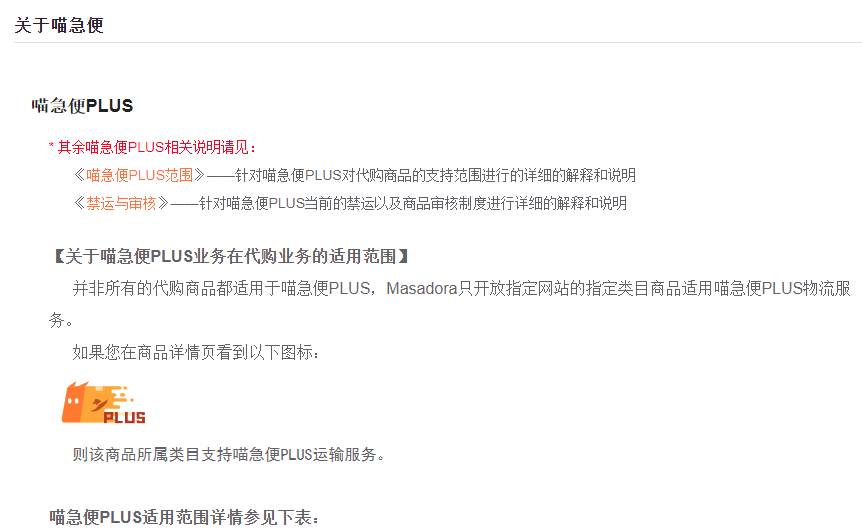 关于喵急便
喵急便PLUS
* 其余喵急便PLUS相关说明请见：
《喵急便PLUS范围》——针对喵急便PLUS对代购商品的支持范围进行的详细的解释和说明
《禁运与审核》——针对喵急便PLUS当前的禁运以及商品审核制度进行详细的解释和说明
【关于喵急便PLUS业务在代购业务的适用范围】
并非所有的代购商品都适用于喵急便PLUS，Masadora只开放指定网站的指定类目商品适用喵急便PLUS物流服
务。
如果您在商品详情页看到以下图标：
PLUS
则该商品所属类目支持喵急便PLUS运输服务。
喵急便PLUS适用范围详情参见下表：